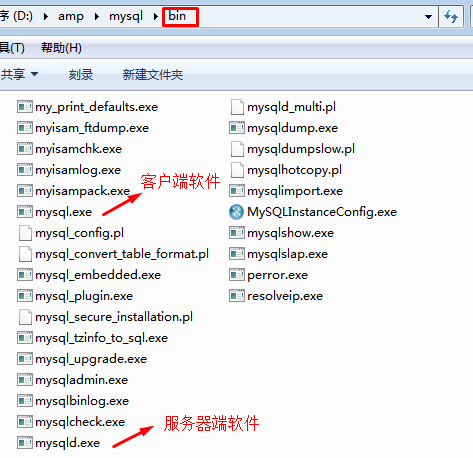 序 (D:) amp mysql bin
具(T) 帮助(H)
共享 刻录 新建文件夹
my_print_defaults.exe
myisam_ftdump.exe
myisamchk.exe
myisamlog.exe
myisampack.exe
客户端软件
mysql.exe
mysql_config.pl
mysql_convert_table_format.pl
mysql_embedded.exe
mysql_plugin.exe
mysql_secure_installation.pl
mysql_tzinfo_to_sql.exe
mysql_upgrade.exe
mysqladmin.exe
mysqlbinlog.exe
mysqlcheck.exe
服务器端软件
mysqld.exe
mysqld_multi.pl
mysqldump.exe
mysqldumpslow.pl
mysqlhotcopy.pl
mysqlimport.exe
MySQLInstanceConfig.exe
mysqlshow.exe
mysqlslap.exe
perror.exe
resolveip.exe